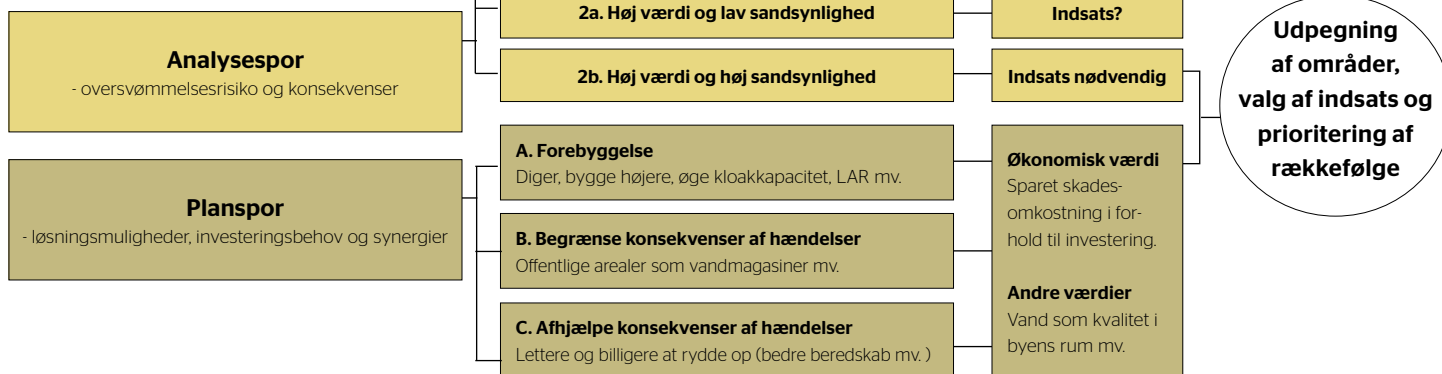 Analysespor
- oversvømmelsesrisiko og konsekvenser
2a. Høj værdi og lav sandsynlighed
Indsats?
2b. Høj værdi og høj sandsynlighed
Indsats nødvendig
Planspor
- løsningsmuligheder, investeringsbehov og synergier
A. Forebyggelse
Diger, bygge højere, øge kloakkapacitet, LAR mv.
B. Begrænse konsekvenser af hændelser
Offentlige arealer som vandmagasiner mv.
C. Afhjælpe konsekvenser af hændelser
Lettere og billigere at rydde op (bedre beredskab mv. )
Økonomisk værdi
Sparet skades-
omkostning i for-
hold til investering.
Andre værdier
Vand som kvalitet i
byens rum mv.
Udpegning
af områder,
valg af indsats og
prioritering af
rækkefølge